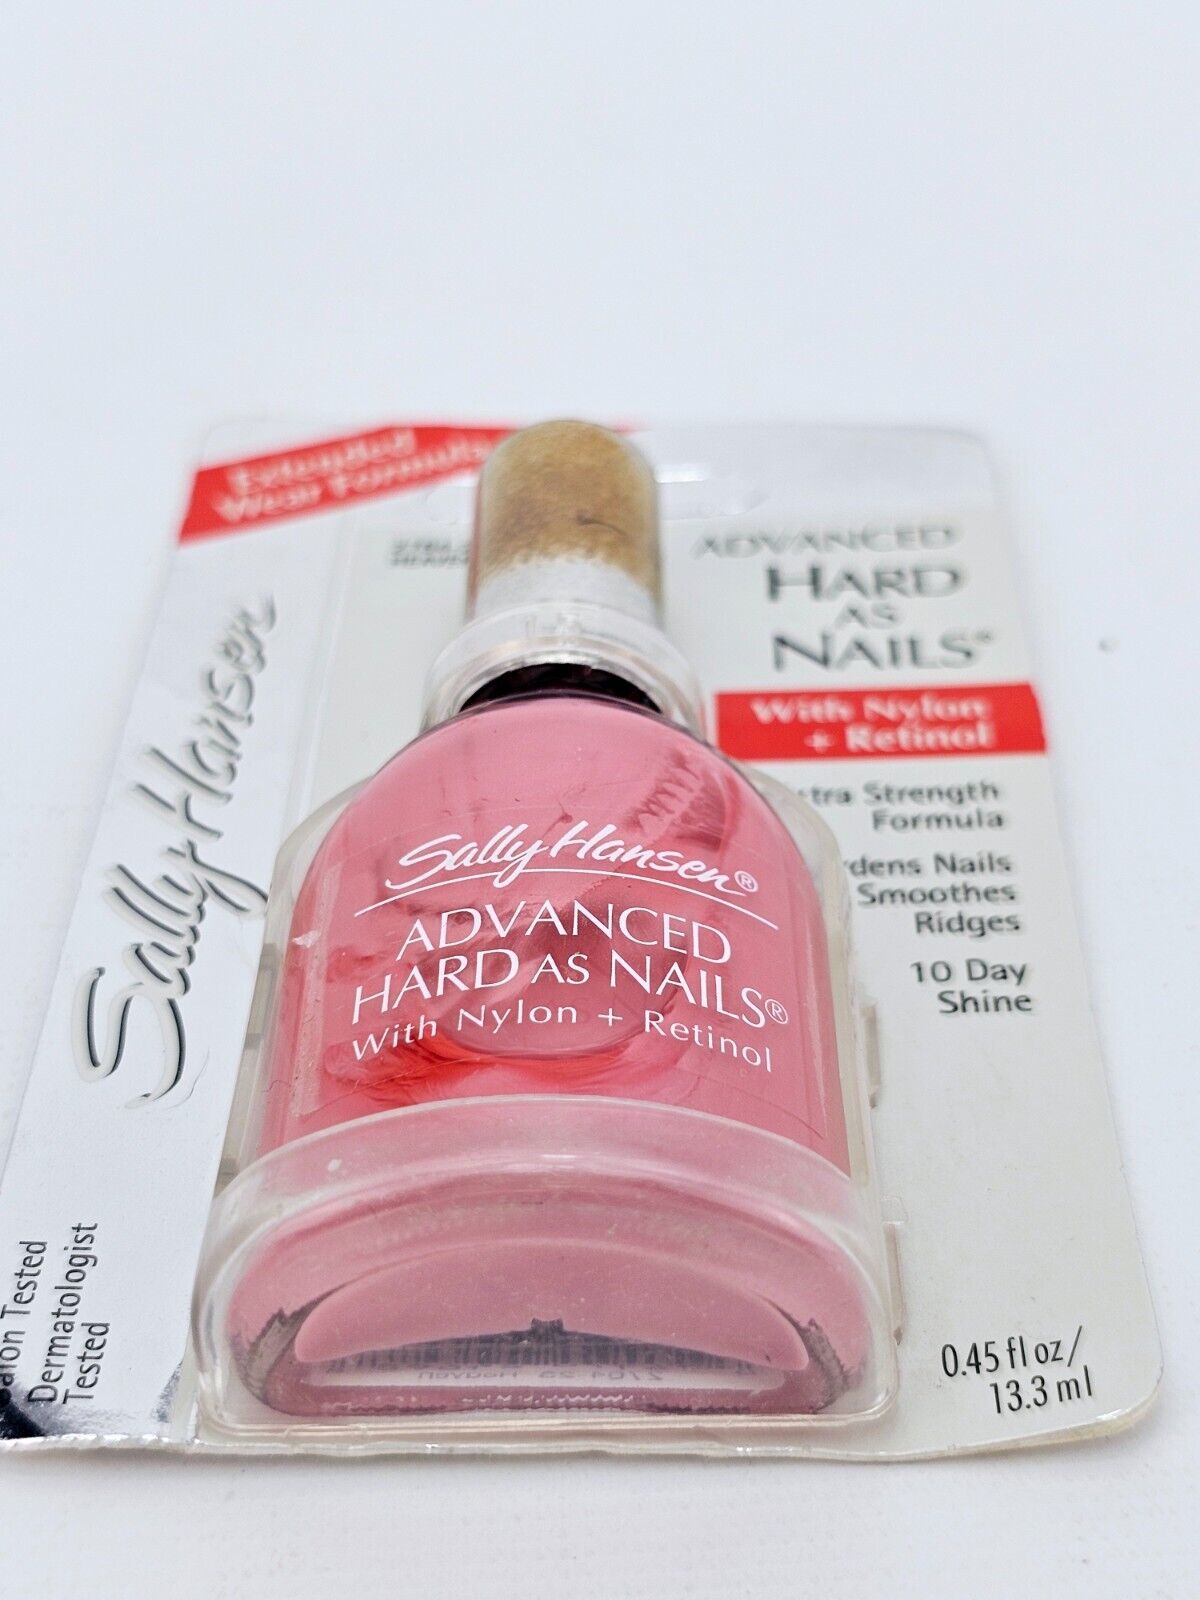 Extended
Wear Formula
Sally Hansen
Salon Tested
Dermatologist
Tested
ADVANCED
HARD
AS
NAILS®
With Nylon
+ Retinol
Strength
Formula
Nails
Smoothes
Ridges
10 Day
Shine
0.45 fl oz/
13.3 ml
Sally Hansen®
ADVANCED
HARD AS NAILS®
With Nylon + Retinol